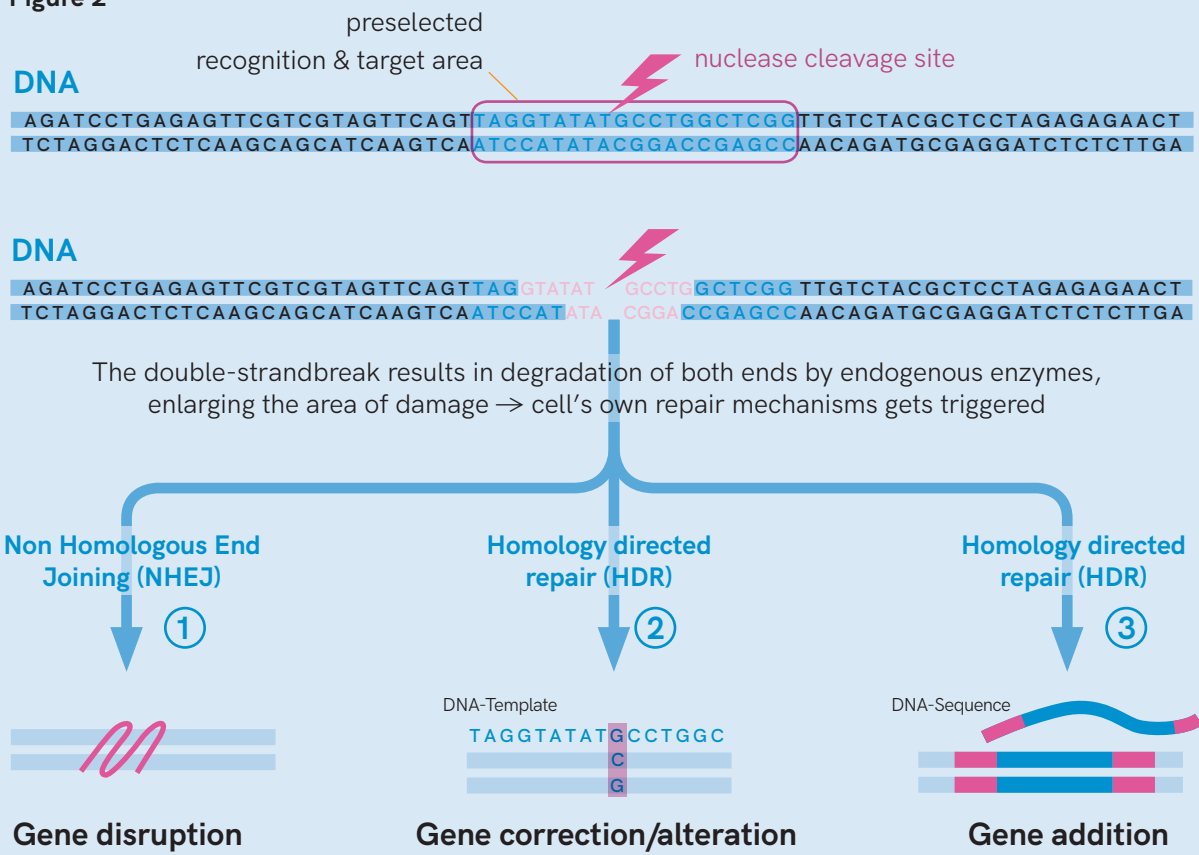 Figure 2
preselected
recognition & target area
nuclease cleavage site
DNA
AGATCCTGAGAGTTCGTCGTAGTTCAGTTAGGTATATGCCTGGCTCGGTTGTCTACGCTCCTAGAGAGAACT
TCTAGGACTCTCAAGCAGCATCAAGTCAATCCATATACGGACCGAGCCAACAGATGCGAGGATCTCTCTTGA
DNA
AGATCCTGAGAGTTCGTCGTAGTTCAGTTAGGTATAT GCCTGGCTCGG TTGTCTACGCTCCTAGAGAGAACT
TCTAGGACTCTCAAGCAGCATCAAGTCAATCCATATA CGGACCGAGCCAACAGATGCGAGGATCTCTCTTGA
The double-strandbreak results in degradation of both ends by endogenous enzymes,
enlarging the area of damage → cell's own repair mechanisms gets triggered
Non Homologous End
Joining (NHEJ)
1
Homology directed
repair (HDR)
2
Homology directed
repair (HDR)
3
DNA-Template
TAGGTATATGCCTGGC
C
G
DNA-Sequence
Gene disruption
Gene correction/alteration
Gene addition